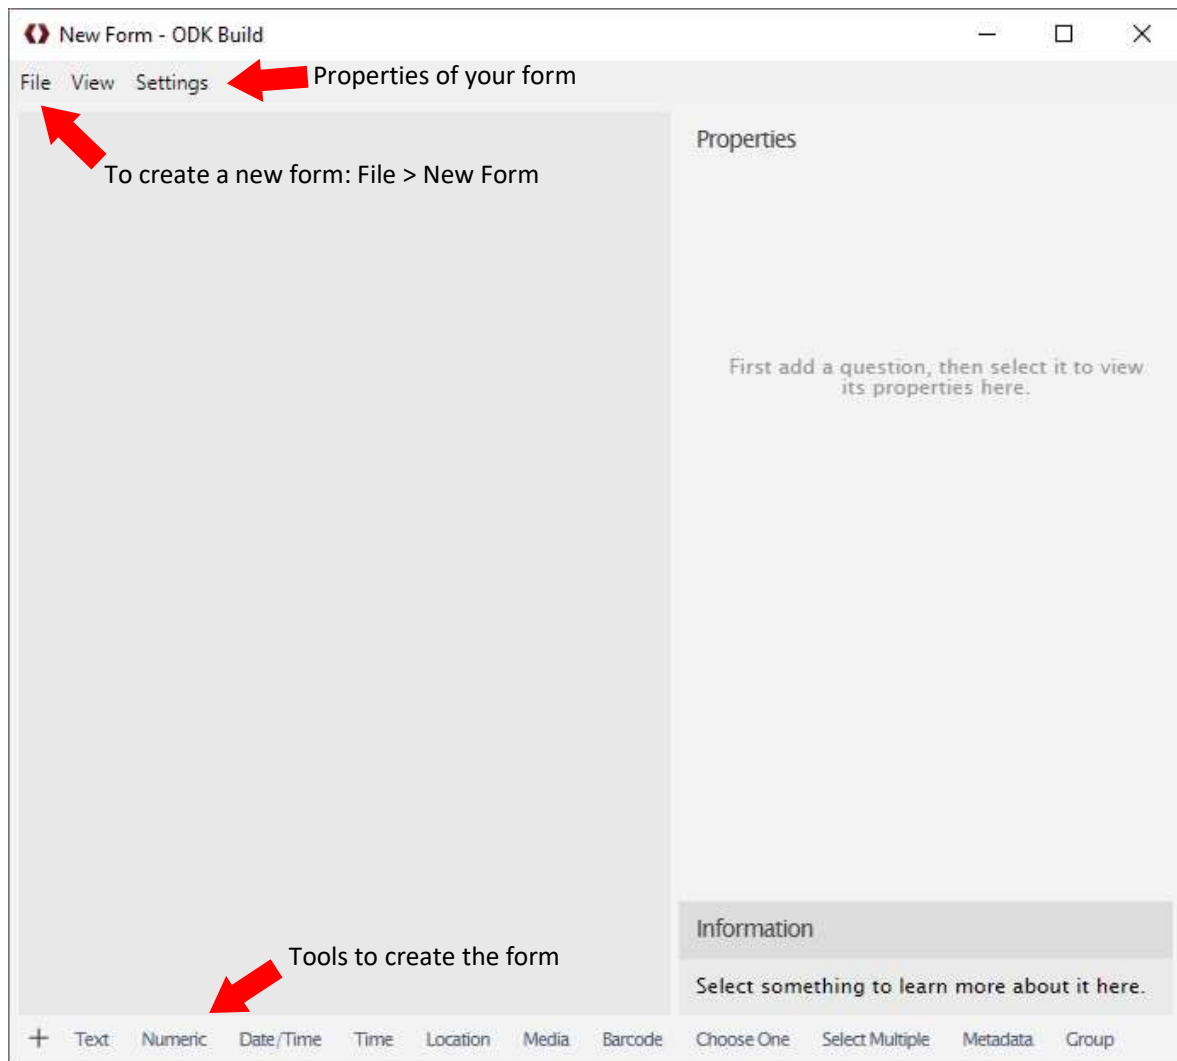 New Form - ODK Build
File View Settings
Properties of your form
To create a new form: File > New Form
Properties
First add a question, then select it to view
its properties here.
Information
Select something to learn more about it here.
Tools to create the form
+ Text Numeric Date/Time Time Location Media Barcode Choose One Select Multiple Metadata Group